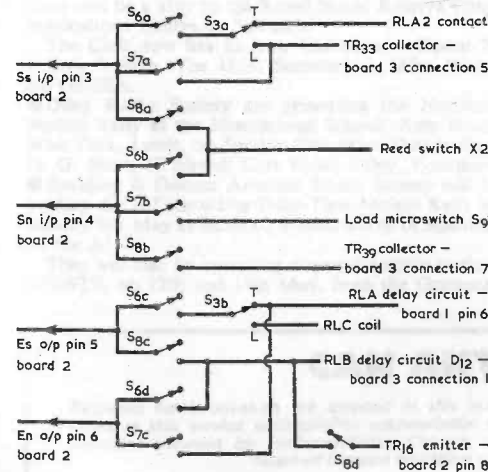 S6a
S3a
T
RLA2 contact
L
TR33 collector –
board 3 connection 5
Ss i/p pin 3
board 2
S7a
S8a
S6b
Reed switch X2
Sn i/p pin 4
board 2
S7b
Load microswitch S9
S8b
TR39 collector –
board 3 connection 7
S6c
S3b
T
RLA delay circuit –
board 1 pin 6
L
RLC coil
Es o/p pin 5
board 2
S8c
RLB delay circuit D12 –
board 3 connection 1
S6d
En o/p pin 6
board 2
S7c
S8d
TR16 emitter –
board 2 pin 8